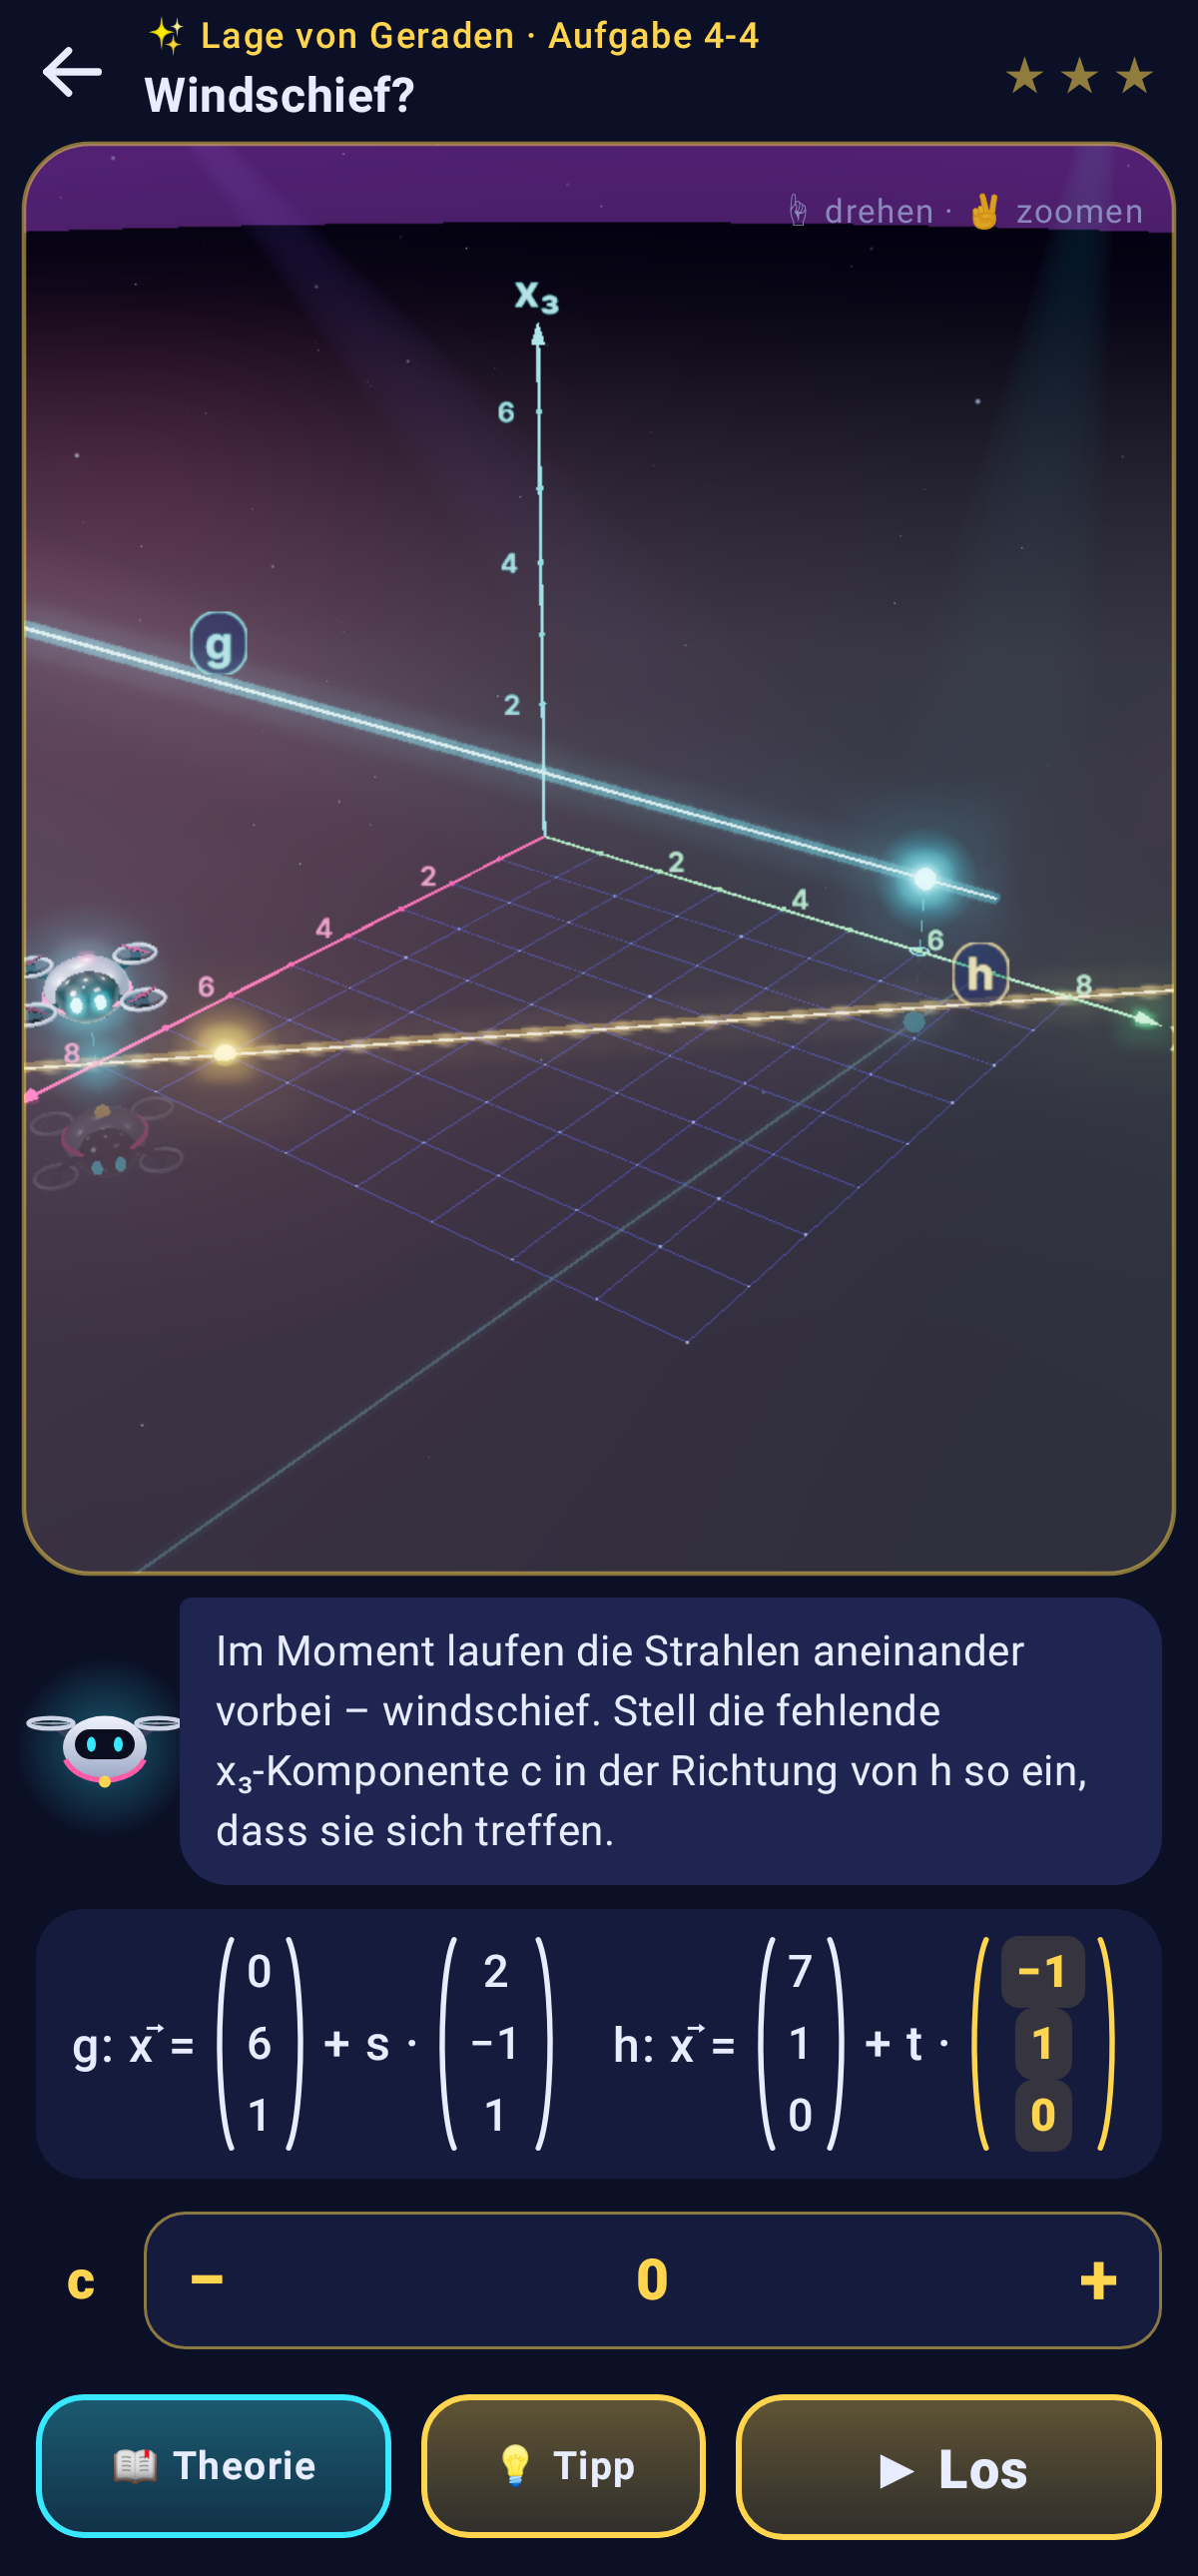 ✨ Lage von Geraden · Aufgabe 4-4
Windschief?
★ ★ ★
☝ drehen · ✌ zoomen
x₃
6
4
2
g
2
4
6
8
2
4
6
8
h
Im Moment laufen die Strahlen aneinander
vorbei – windschief. Stell die fehlende
x₃-Komponente c in der Richtung von h so ein,
dass sie sich treffen.
g: x⃗ = (0 6 1) + s · (2 −1 1) h: x⃗ = (7 1 0) + t · (−1 1 0)
c − 0 +
📖 Theorie 💡 Tipp ▶ Los